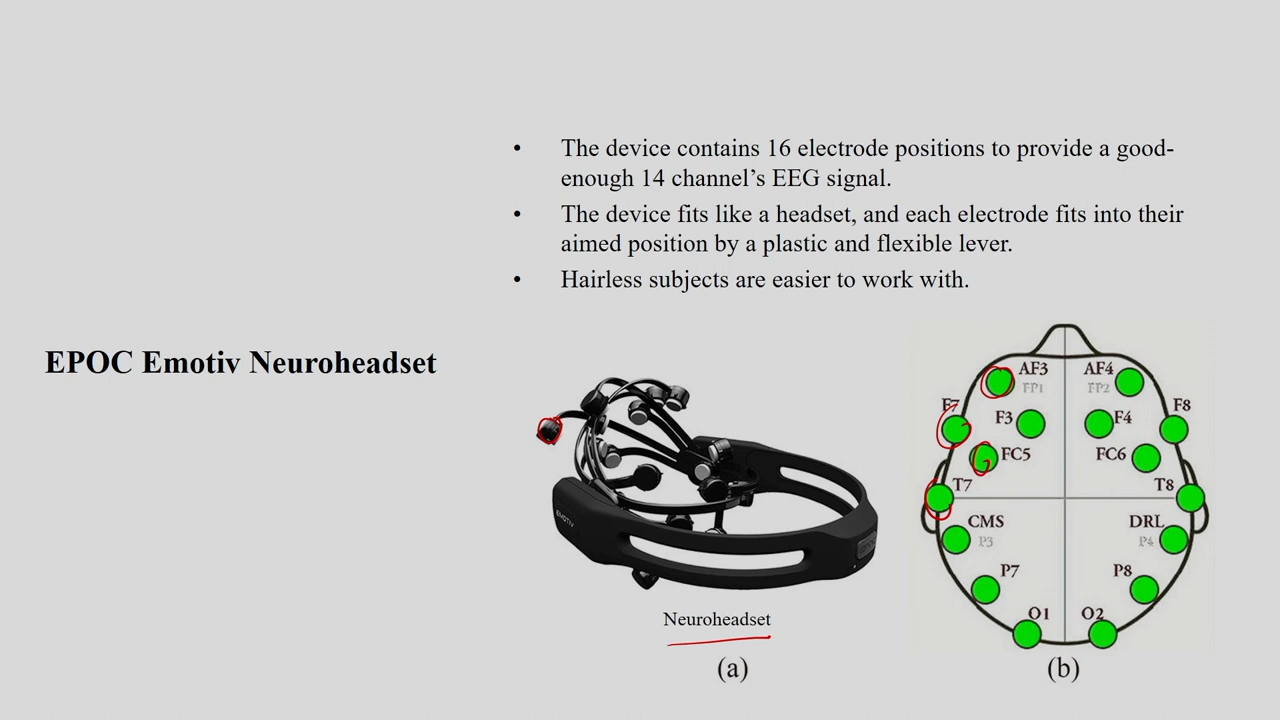 • The device contains 16 electrode positions to provide a good-
enough 14 channel’s EEG signal.
• The device fits like a headset, and each electrode fits into their
aimed position by a plastic and flexible lever.
• Hairless subjects are easier to work with.
EPOC Emotiv Neuroheadset
EMOTIV
Neuroheadset
(a)
AF3 AF4
FP1 FP2
F7 F3 F4 F8
FC5 FC6
T7 T8
CMS DRL
P3 P4
P7 P8
O1 O2
(b)